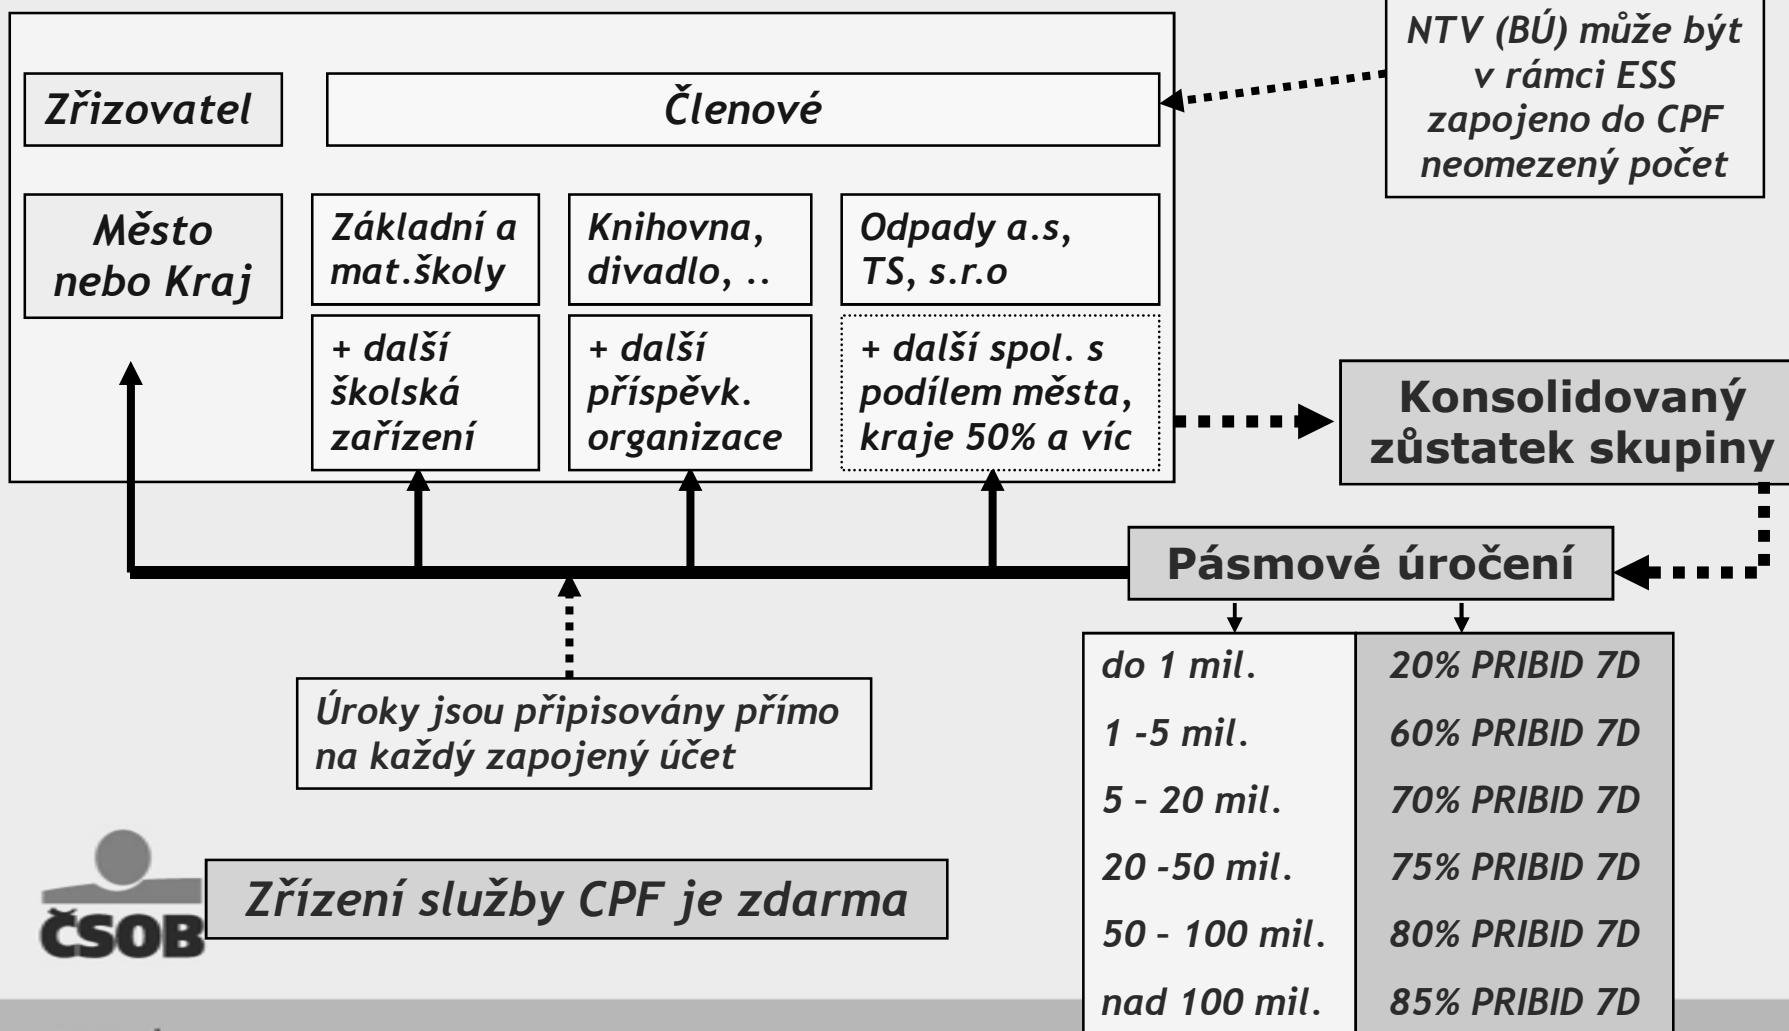 NTV (BÚ) může být
v rámci ESS
zapojeno do CPF
neomezený počet
Zřizovatel
Členové
Město
nebo Kraj
Základní a
mat.školy
Knihovna,
divadlo, ..
Odpady a.s,
TS, s.r.o
+ další
školská
zařízení
+ další
příspěvk.
organizace
+ další spol. s
podílem města,
kraje 50% a víc
Konsolidovaný
zůstatek skupiny
Pásmové úročení
do 1 mil. 20% PRIBID 7D
1 -5 mil. 60% PRIBID 7D
5 – 20 mil. 70% PRIBID 7D
20 -50 mil. 75% PRIBID 7D
50 – 100 mil. 80% PRIBID 7D
nad 100 mil. 85% PRIBID 7D
Úroky jsou připisovány přímo
na každý zapojený účet
Zřízení služby CPF je zdarma
ČSOB